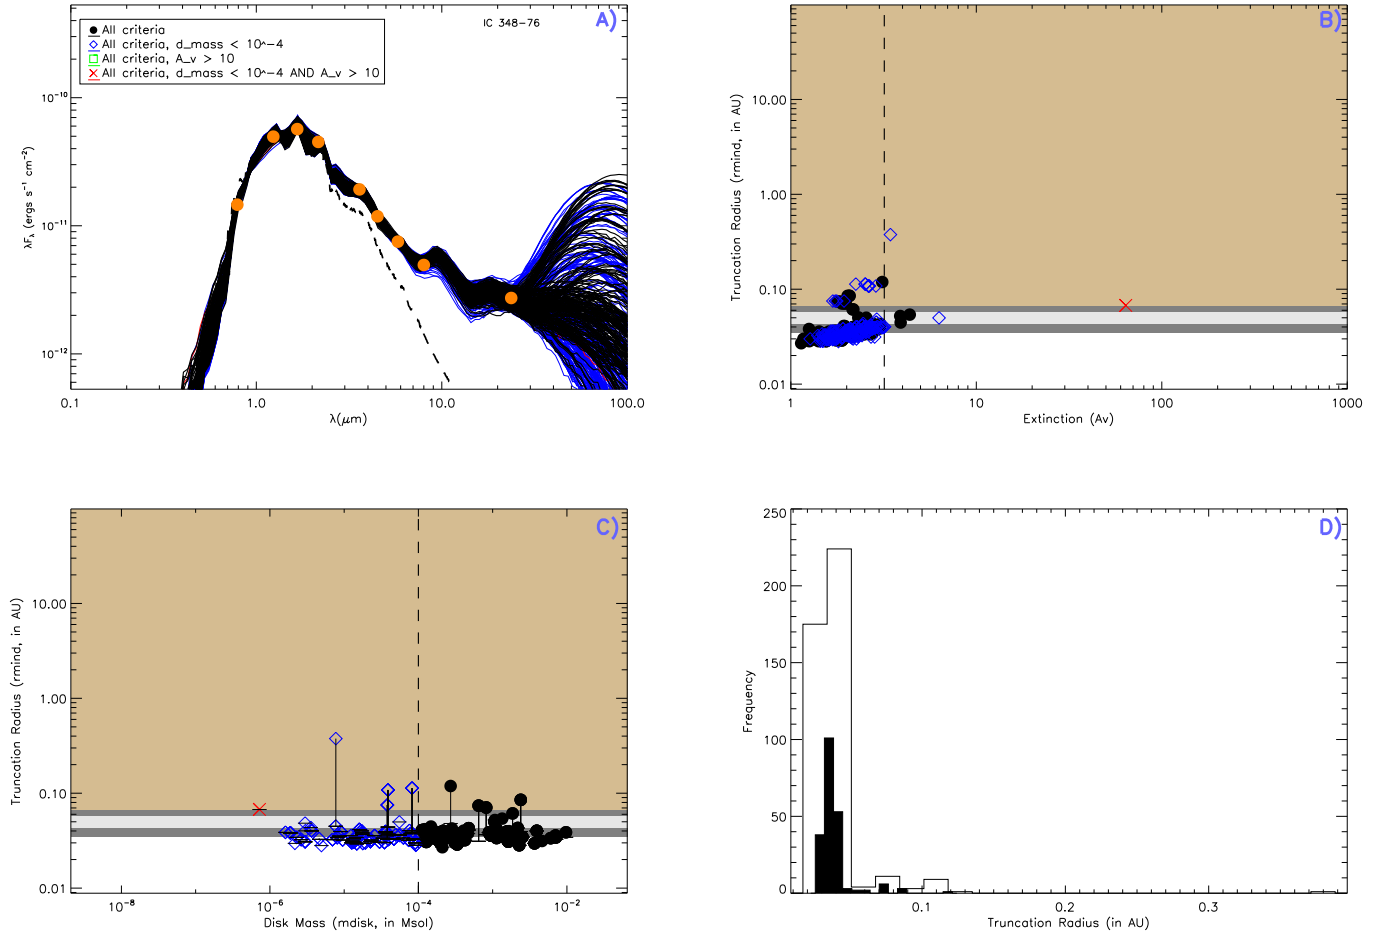 A)
IC 348-76
All criteria
All criteria, d_mass < 10^-4
All criteria, A_v > 10
All criteria, d_mass < 10^-4 AND A_v > 10
λFλ (ergs s⁻¹ cm⁻²)
10⁻¹⁰
10⁻¹¹
10⁻¹²
0.1 1.0 10.0 100.0
λ(μm)
B)
Truncation Radius (rmind, in AU)
10.00
1.00
0.10
0.01
1 10 100 1000
Extinction (Av)
C)
Truncation Radius (rmind, in AU)
10.00
1.00
0.10
0.01
10⁻⁸ 10⁻⁶ 10⁻⁴ 10⁻²
Disk Mass (mdisk, in Msol)
D)
Frequency
250
200
150
100
50
0
0.1 0.2 0.3
Truncation Radius (in AU)